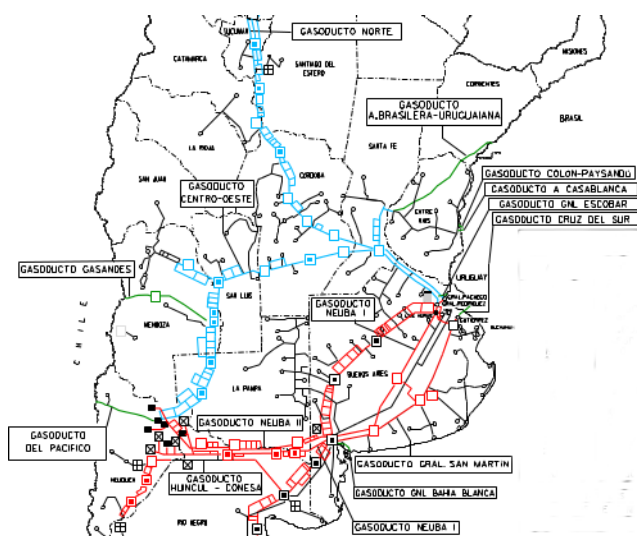 TUCUMAN
GASODUCTO NORTE
CATAMARCA
SANTIAGO DEL
ESTERO
MISIONES
CORRIENTES
GASODUCTO
A.BRASILERA-URUGUAIANA
BRASIL
LA RIOJA
SANTA FE
SAN JUAN
CORDOBA
GASODUCTO
CENTRO-OESTE
GASODUCTO COLON-PAYSANDU
GASODUCTO A CASABLANCA
GASODUCTO GNL ESCOBAR
GASODUCTO CRUZ DEL SUR
ENTRE
RIOS
GASODUCTO GASANDES
SAN LUIS
URUGUAY
GASODUCTO
NEUBA I
MENDOZA
CHILE
LA PAMPA
BUENOS AIRES
GASODUCTO NEUBA II
GASODUCTO
DEL PACIFICO
GASODUCTO
HUINCUL - CONESA
GASODUCTO GRAL. SAN MARTIN
NEUQUEN
GASODUCTO GNL BAHIA BLANCA
RIO NEGRO
GASODUCTO NEUBA I